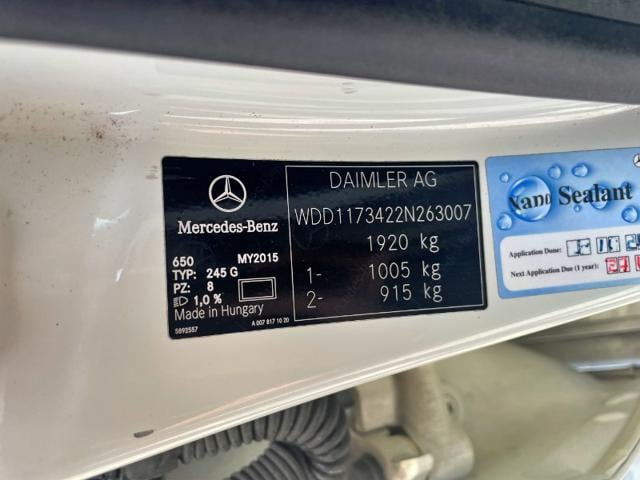 Mercedes-Benz
650 MY2015
TYP: 245 G
PZ: 8
1,0 %
Made in Hungary
5892557 A 007 817 10 20
DAIMLER AG
WDD1173422N263007
1920 kg
1- 1005 kg
2- 915 kg
Nano Sealant
Application Done:
Next Application Due (1 year):